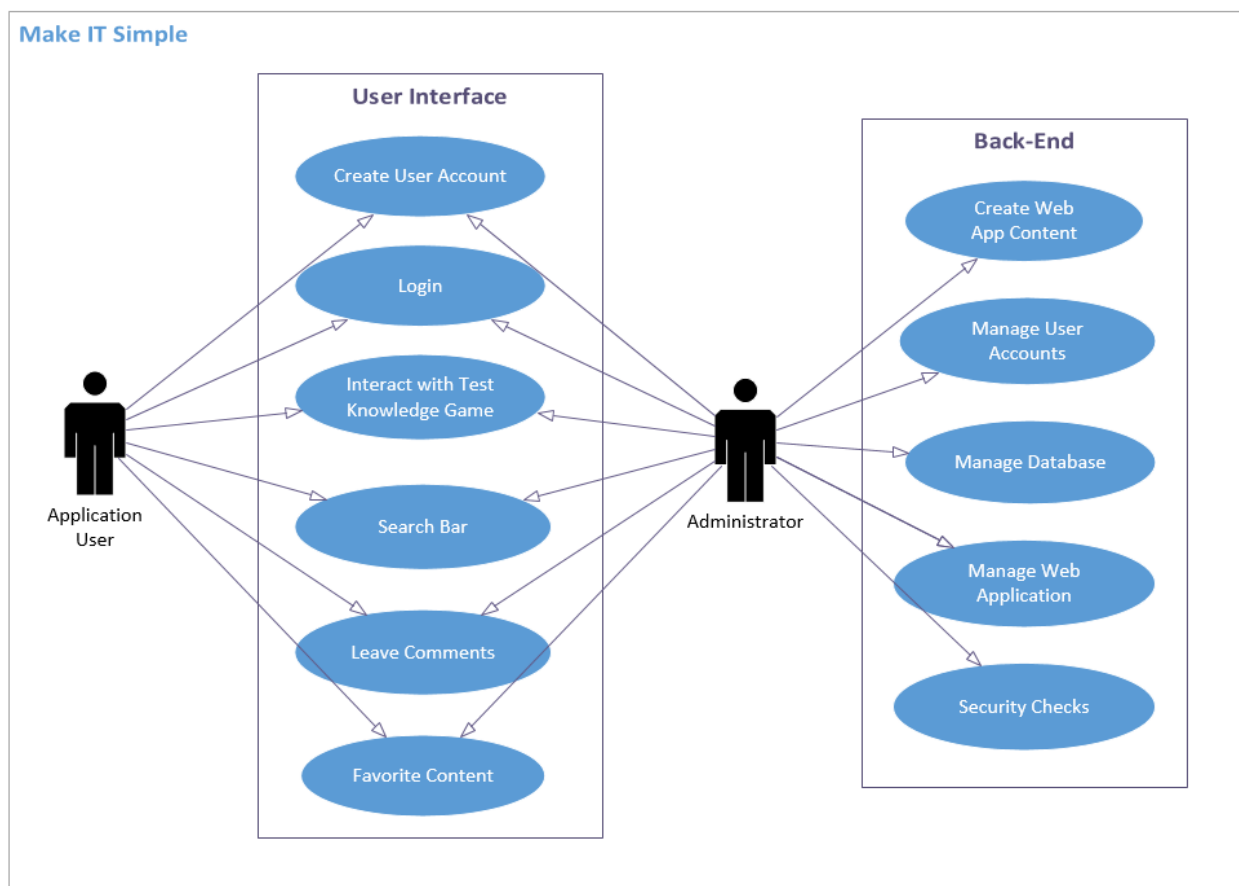 Make IT Simple
User Interface
Create User Account
Login
Interact with Test
Knowledge Game
Search Bar
Leave Comments
Favorite Content
Application
User
Administrator
Back-End
Create Web
App Content
Manage User
Accounts
Manage Database
Manage Web
Application
Security Checks